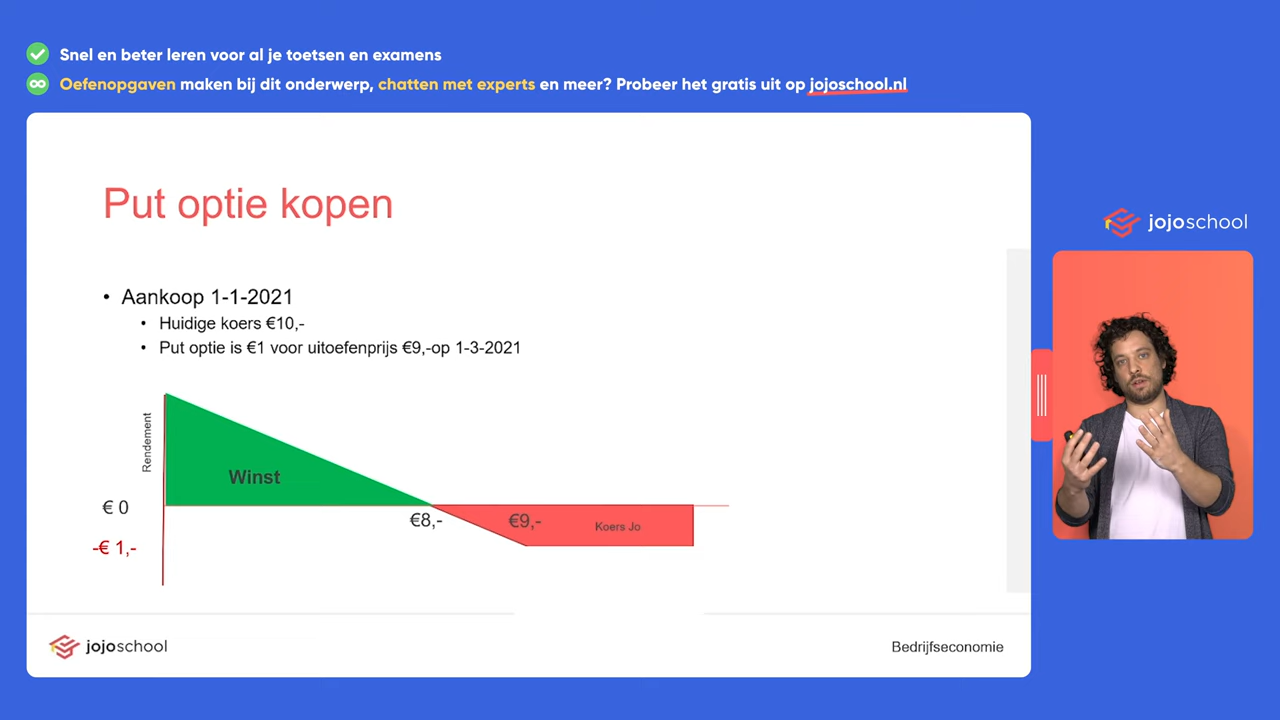 Snel en beter leren voor al je toetsen en examens
Oefenopgaven maken bij dit onderwerp, chatten met experts en meer? Probeer het gratis uit op jojoschool.nl
Put optie kopen
jojoschool
• Aankoop 1-1-2021
• Huidige koers €10,-
• Put optie is €1 voor uitoefenprijs €9,-op 1-3-2021
Rendement
Winst
€ 0
€8,-
€9,-
Koers Jo
-€ 1,-
jojoschool
Bedrijfseconomie